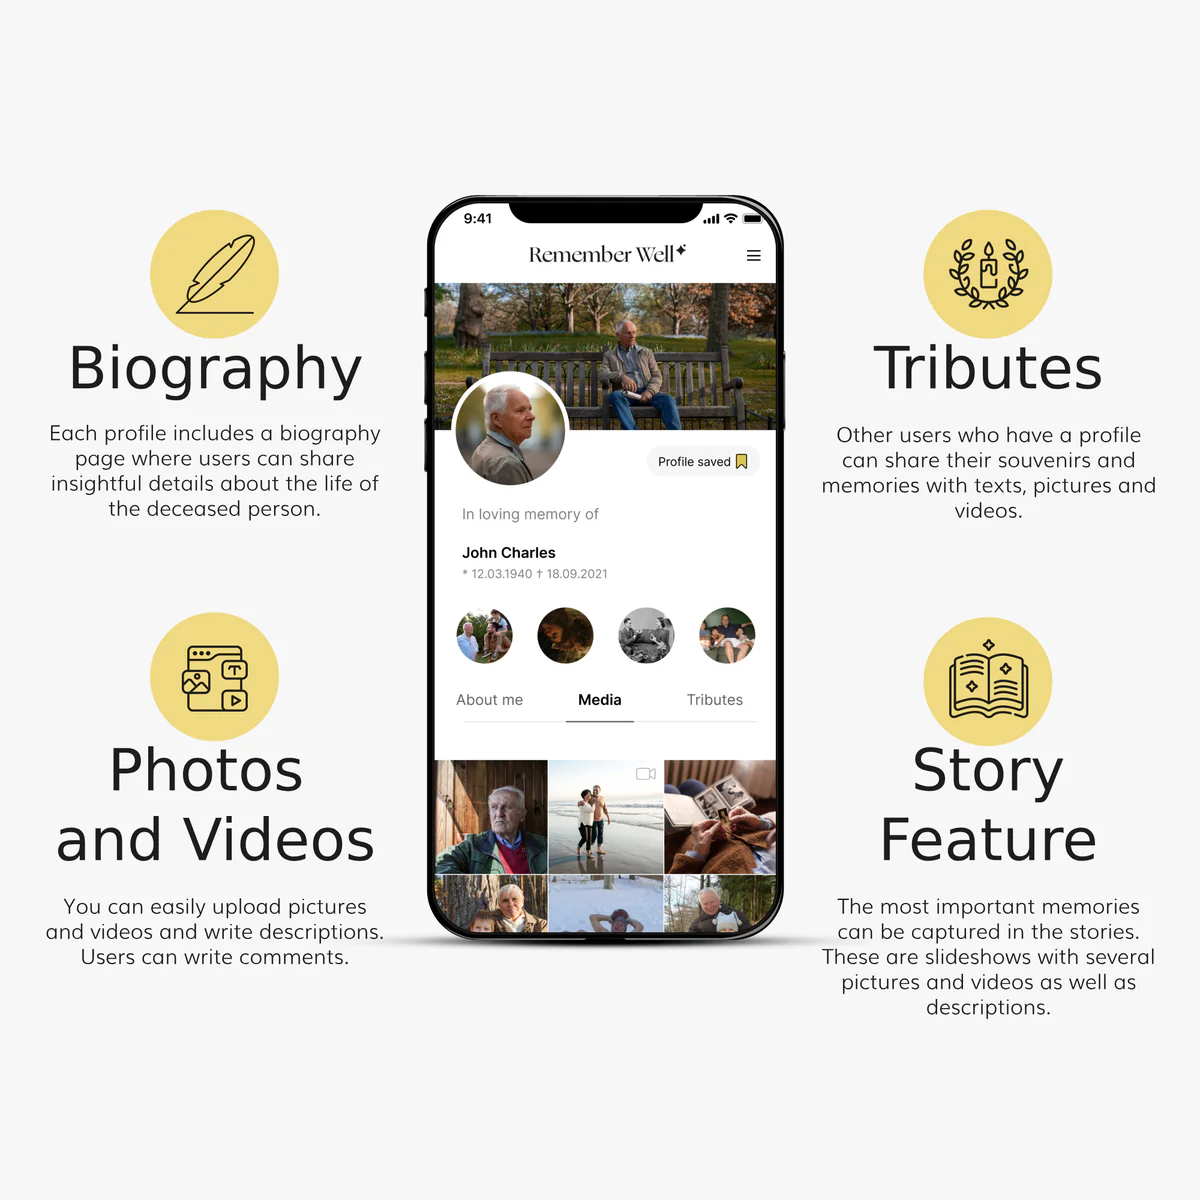 Biography
Each profile includes a biography
page where users can share
insightful details about the life of
the deceased person.
Photos
and Videos
You can easily upload pictures
and videos and write descriptions.
Users can write comments.
9:41
Remember Well
Profile saved
In loving memory of
John Charles
* 12.03.1940 † 18.09.2021
About me Media Tributes
Tributes
Other users who have a profile
can share their souvenirs and
memories with texts, pictures and
videos.
Story
Feature
The most important memories
can be captured in the stories.
These are slideshows with several
pictures and videos as well as
descriptions.